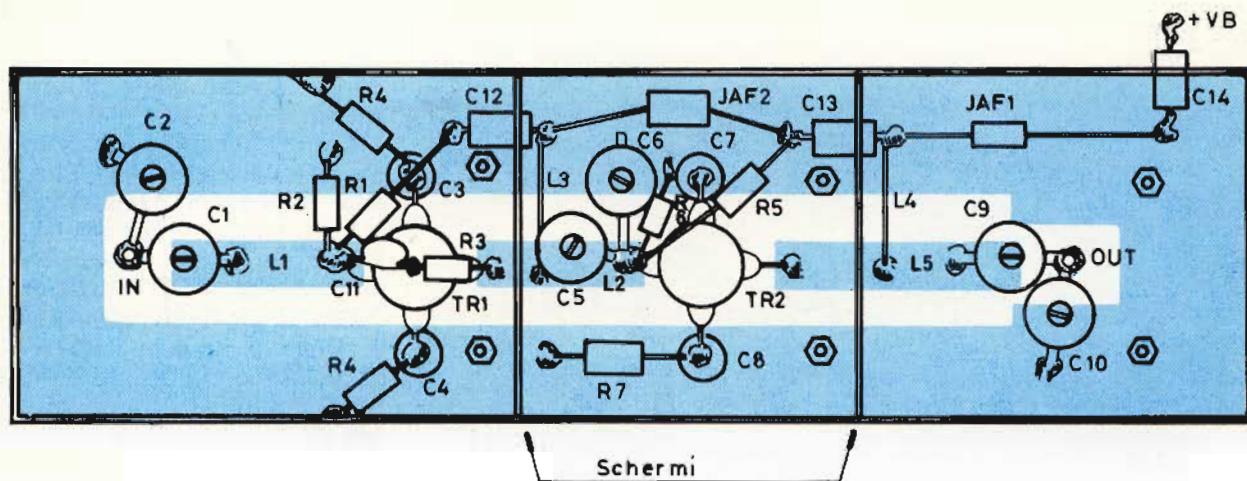 + VB
R4
C12
JAF2
C13
JAF1
C14
C2
C6
C7
R2
R1
C3
L3
R6
R5
L4
C9
C1
R3
IN
L1
C11
TR1
C5
L2
TR2
L5
OUT
R4
C4
R7
C8
C10
Schermi